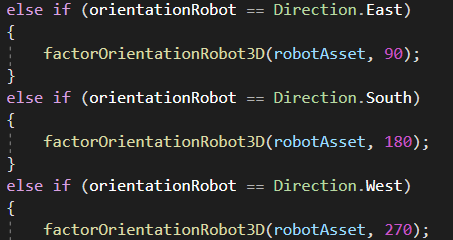 else if (orientationRobot == Direction.East)
{
    factorOrientationRobot3D(robotAsset, 90);
}
else if (orientationRobot == Direction.South)
{
    factorOrientationRobot3D(robotAsset, 180);
}
else if (orientationRobot == Direction.West)
{
    factorOrientationRobot3D(robotAsset, 270);